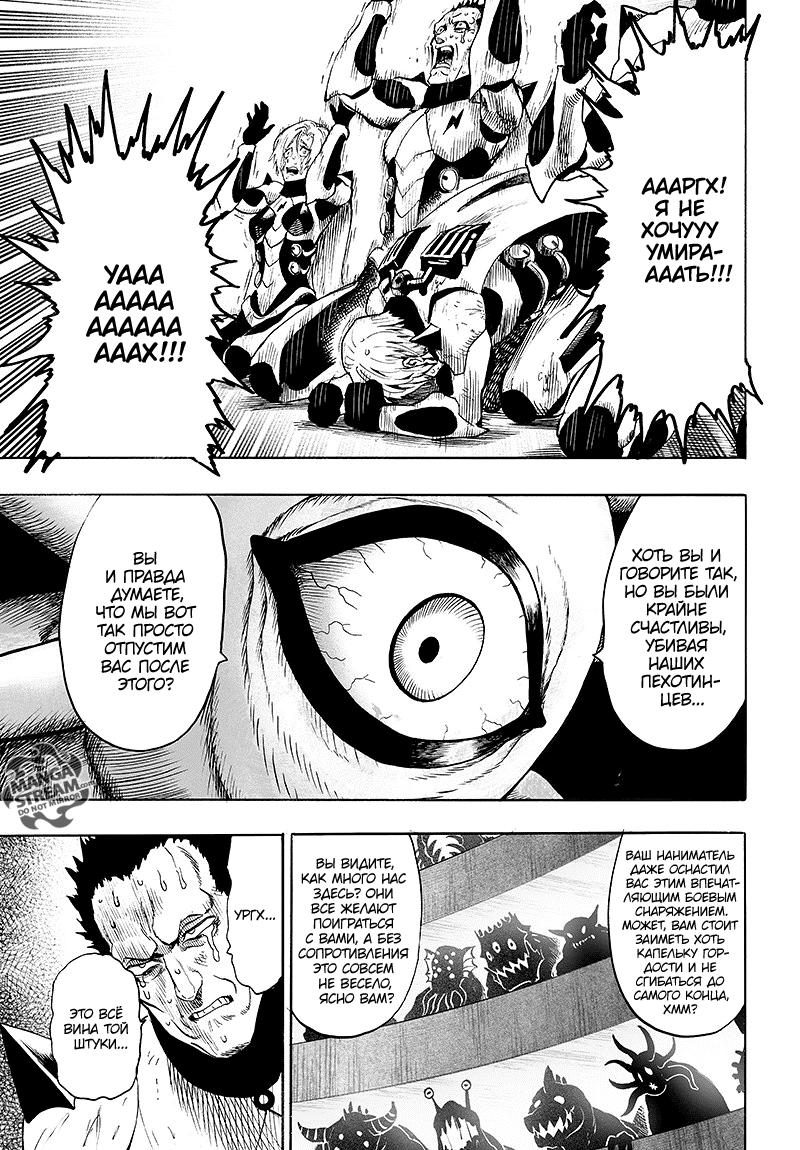 АААРГХ!
Я НЕ
ХОЧУУУ
УМИРА-
АААТЬ!!!
УААА
ААААА
АААААА
АААХ!!!
ХОТЬ ВЫ И
ГОВОРИТЕ ТАК,
НО ВЫ БЫЛИ
КРАЙНЕ
СЧАСТЛИВЫ,
УБИВАЯ
НАШИХ
ПЕХОТИН-
ЦЕВ...
ВЫ
И ПРАВДА
ДУМАЕТЕ,
ЧТО МЫ ВОТ
ТАК ПРОСТО
ОТПУСТИМ
ВАС ПОСЛЕ
ЭТОГО?
MANGA
STREAM.com
DO NOT MIRROR!
ВАШ НАНИМАТЕЛЬ
ДАЖЕ ОСНАСТИЛ
ВАС ЭТИМ ВПЕЧАТ-
ЛЯЮЩИМ БОЕВЫМ
СНАРЯЖЕНИЕМ.
МОЖЕТ, ВАМ СТОИТ
ЗАИМЕТЬ ХОТЬ
КАПЕЛЬКУ ГОР-
ДОСТИ И НЕ
СГИБАТЬСЯ ДО
САМОГО КОНЦА,
ХММ?
ВЫ ВИДИТЕ,
КАК МНОГО НАС
ЗДЕСЬ? ОНИ
ВСЕ ЖЕЛАЮТ
ПОИГРАТЬСЯ
С ВАМИ, А БЕЗ
СОПРОТИВЛЕНИЯ
ЭТО СОВСЕМ
НЕ ВЕСЕЛО,
ЯСНО ВАМ?
УРГХ...
ЭТО ВСЁ
ВИНА ТОЙ
ШТУКИ...